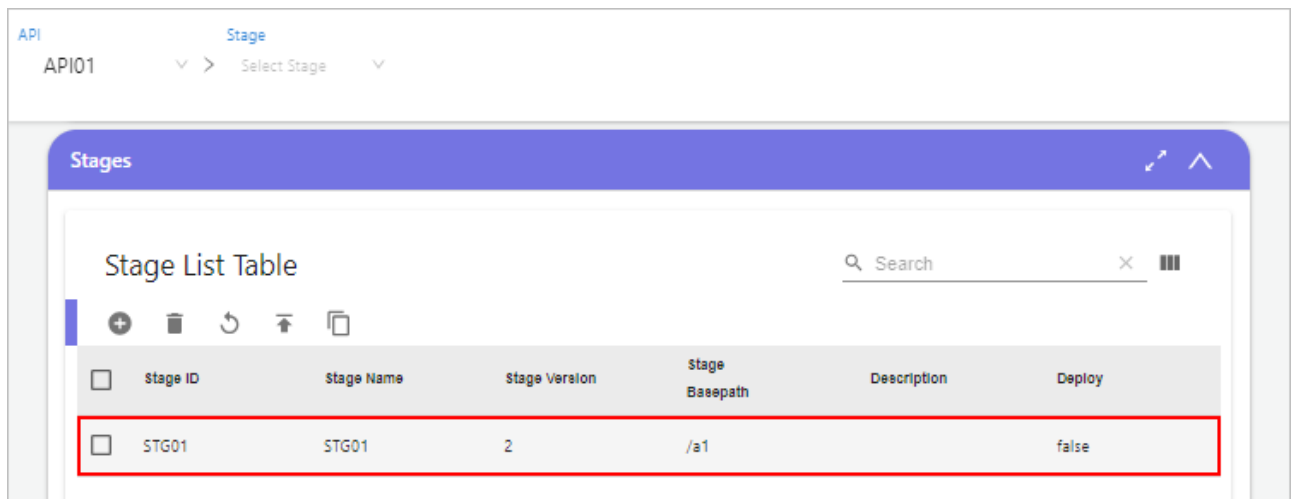 API Stage
API01 > Select Stage
Stages
Stage List Table
Search
Stage ID Stage Name Stage Version Stage Basepath Description Deploy
STG01 STG01 2 /a1 false